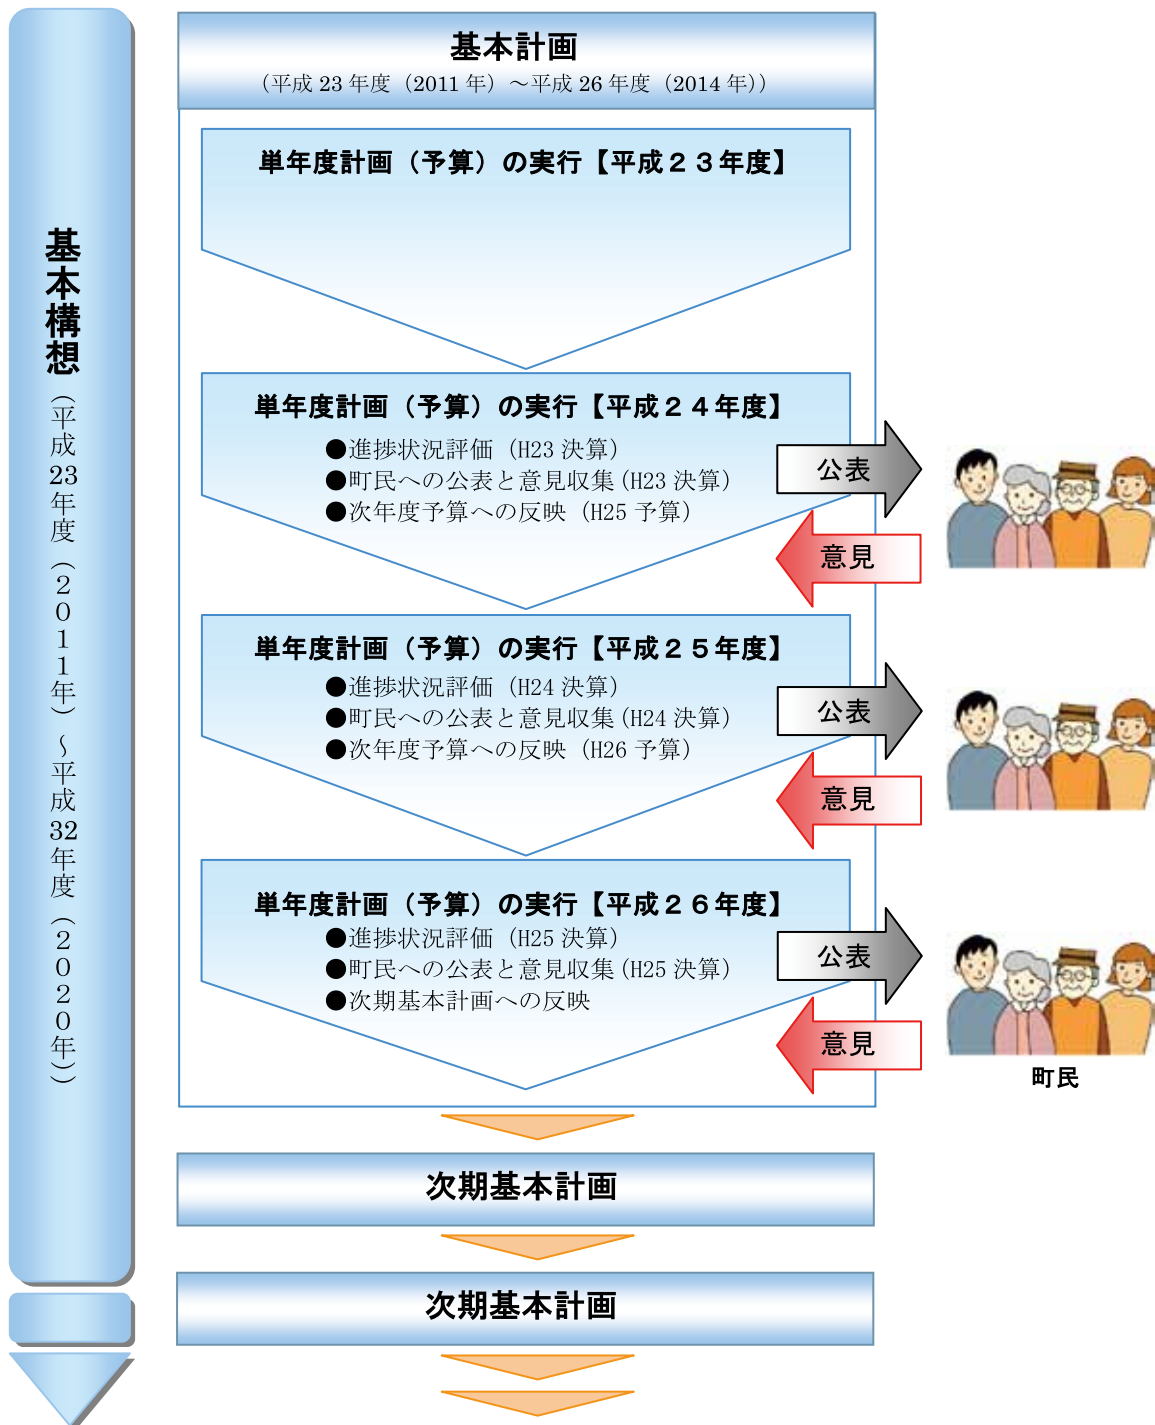 基本構想（平成23年度（２０１１年）～平成32年度（２０２０年））
基本計画
（平成 23 年度（2011 年）～平成 26 年度（2014 年））
単年度計画（予算）の実行【平成２３年度】
単年度計画（予算）の実行【平成２４年度】
●進捗状況評価（H23 決算）
●町民への公表と意見収集（H23 決算）
●次年度予算への反映（H25 予算）
公表
意見
単年度計画（予算）の実行【平成２５年度】
●進捗状況評価（H24 決算）
●町民への公表と意見収集（H24 決算）
●次年度予算への反映（H26 予算）
公表
意見
単年度計画（予算）の実行【平成２６年度】
●進捗状況評価（H25 決算）
●町民への公表と意見収集（H25 決算）
●次期基本計画への反映
公表
意見
町民
次期基本計画
次期基本計画